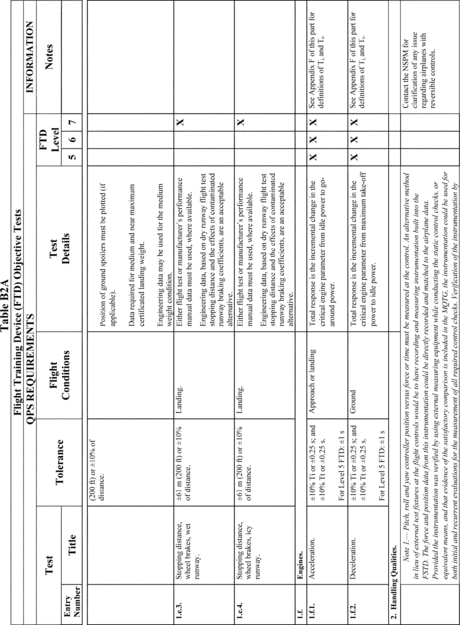 Table B2A
Flight Training Device (FTD) Objective Tests
QPS REQUIREMENTS
INFORMATION
Test
Tolerance
Flight
Conditions
Test
Details
FTD
Level
Notes
Entry
Number
Title
5 6 7
(200 ft) or ±10% of
distance.
Position of ground spoilers must be plotted (if
applicable).
Data required for medium and near maximum
certificated landing weight.
Engineering data may be used for the medium
weight condition.
1.e.3.
Stopping distance,
wheel brakes, wet
runway.
±61 m (200 ft) or ±10%
of distance.
Landing.
Either flight test or manufacturer's performance
manual data must be used, where available.
Engineering data, based on dry runway flight test
stopping distance and the effects of contaminated
runway braking coefficients, are an acceptable
alternative.
X
1.e.4.
Stopping distance,
wheel brakes, icy
runway.
±61 m (200 ft) or ±10%
of distance.
Landing.
Either flight test or manufacturer's performance
manual data must be used, where available.
Engineering data, based on dry runway flight test
stopping distance and the effects of contaminated
runway braking coefficients, are an acceptable
alternative.
X
1.f.
Engines.
1.f.1.
Acceleration.
±10% Ti or ±0.25 s; and
±10% Tt or ±0.25 s.
For Level 5 FTD: ±1 s
Approach or landing
Total response is the incremental change in the
critical engine parameter from idle power to go-
around power.
X X X
See Appendix F of this part for
definitions of Ti, and Tt.
1.f.2.
Deceleration.
±10% Ti or ±0.25 s; and
±10% Tt or ±0.25 s.
For Level 5 FTD: ±1 s
Ground
Total response is the incremental change in the
critical engine parameter from maximum take-off
power to idle power.
X X X
See Appendix F of this part for
definitions of Ti, and Tt.
2. Handling Qualities.
Note 1.— Pitch, roll and yaw controller position versus force or time must be measured at the control. An alternative method
in lieu of external test fixtures at the flight controls would be to have recording and measuring instrumentation built into the
FSTD. The force and position data from this instrumentation could be directly recorded and matched to the airplane data.
Provided the instrumentation was verified by using external measuring equipment while conducting the static control checks, or
equivalent means, and that evidence of the satisfactory comparison is included in the MQTG, the instrumentation could be used for
both initial and recurrent evaluations for the measurement of all required control checks. Verification of the instrumentation by
Contact the NSPM for
clarification of any issue
regarding airplanes with
reversible controls.